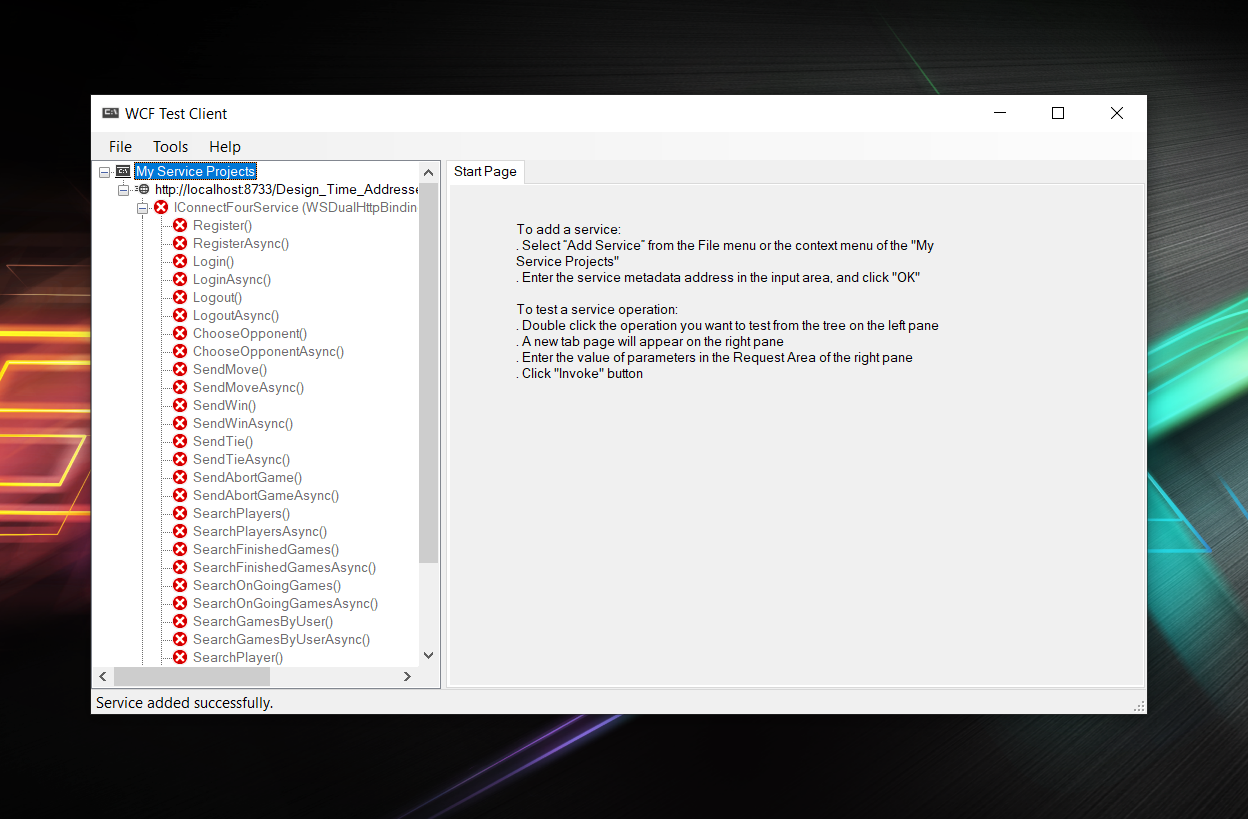 WCF Test Client
File Tools Help
My Service Projects
http://localhost:8733/Design_Time_Addresse
IConnectFourService (WSDualHttpBindin
Register()
RegisterAsync()
Login()
LoginAsync()
Logout()
LogoutAsync()
ChooseOpponent()
ChooseOpponentAsync()
SendMove()
SendMoveAsync()
SendWin()
SendWinAsync()
SendTie()
SendTieAsync()
SendAbortGame()
SendAbortGameAsync()
SearchPlayers()
SearchPlayersAsync()
SearchFinishedGames()
SearchFinishedGamesAsync()
SearchOnGoingGames()
SearchOnGoingGamesAsync()
SearchGamesByUser()
SearchGamesByUserAsync()
SearchPlayer()
Start Page
To add a service:
. Select "Add Service" from the File menu or the context menu of the "My
Service Projects"
. Enter the service metadata address in the input area, and click "OK"
To test a service operation:
. Double click the operation you want to test from the tree on the left pane
. A new tab page will appear on the right pane
. Enter the value of parameters in the Request Area of the right pane
. Click "Invoke" button
Service added successfully.